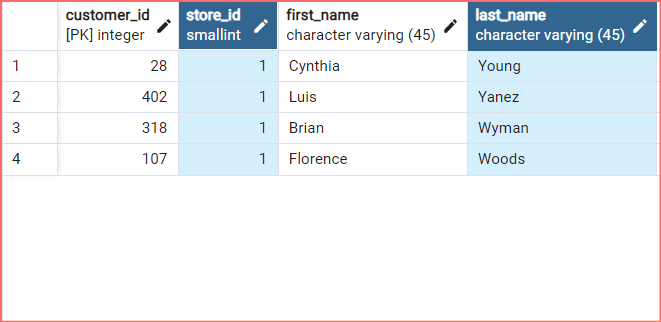 customer_id store_id first_name last_name
[PK] integer smallint character varying (45) character varying (45)
1 28 1 Cynthia Young
2 402 1 Luis Yanez
3 318 1 Brian Wyman
4 107 1 Florence Woods